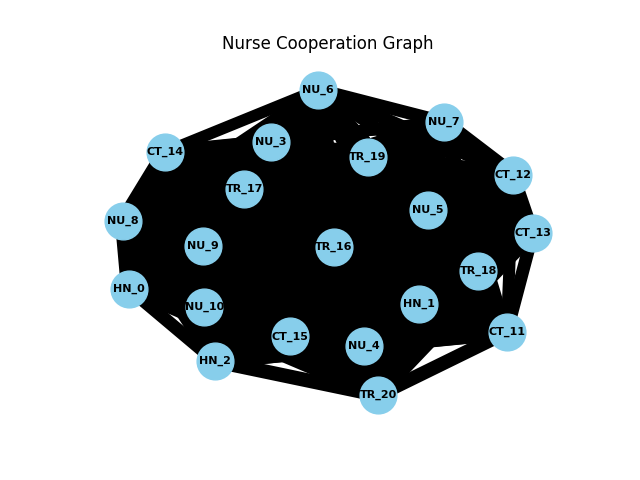 Nurse Cooperation Graph
NU_6
NU_7
NU_3
CT_14
TR_19
CT_12
TR_17
NU_5
NU_8
CT_13
NU_9
TR_16
TR_18
HN_0
HN_1
NU_10
CT_11
CT_15
NU_4
HN_2
TR_20